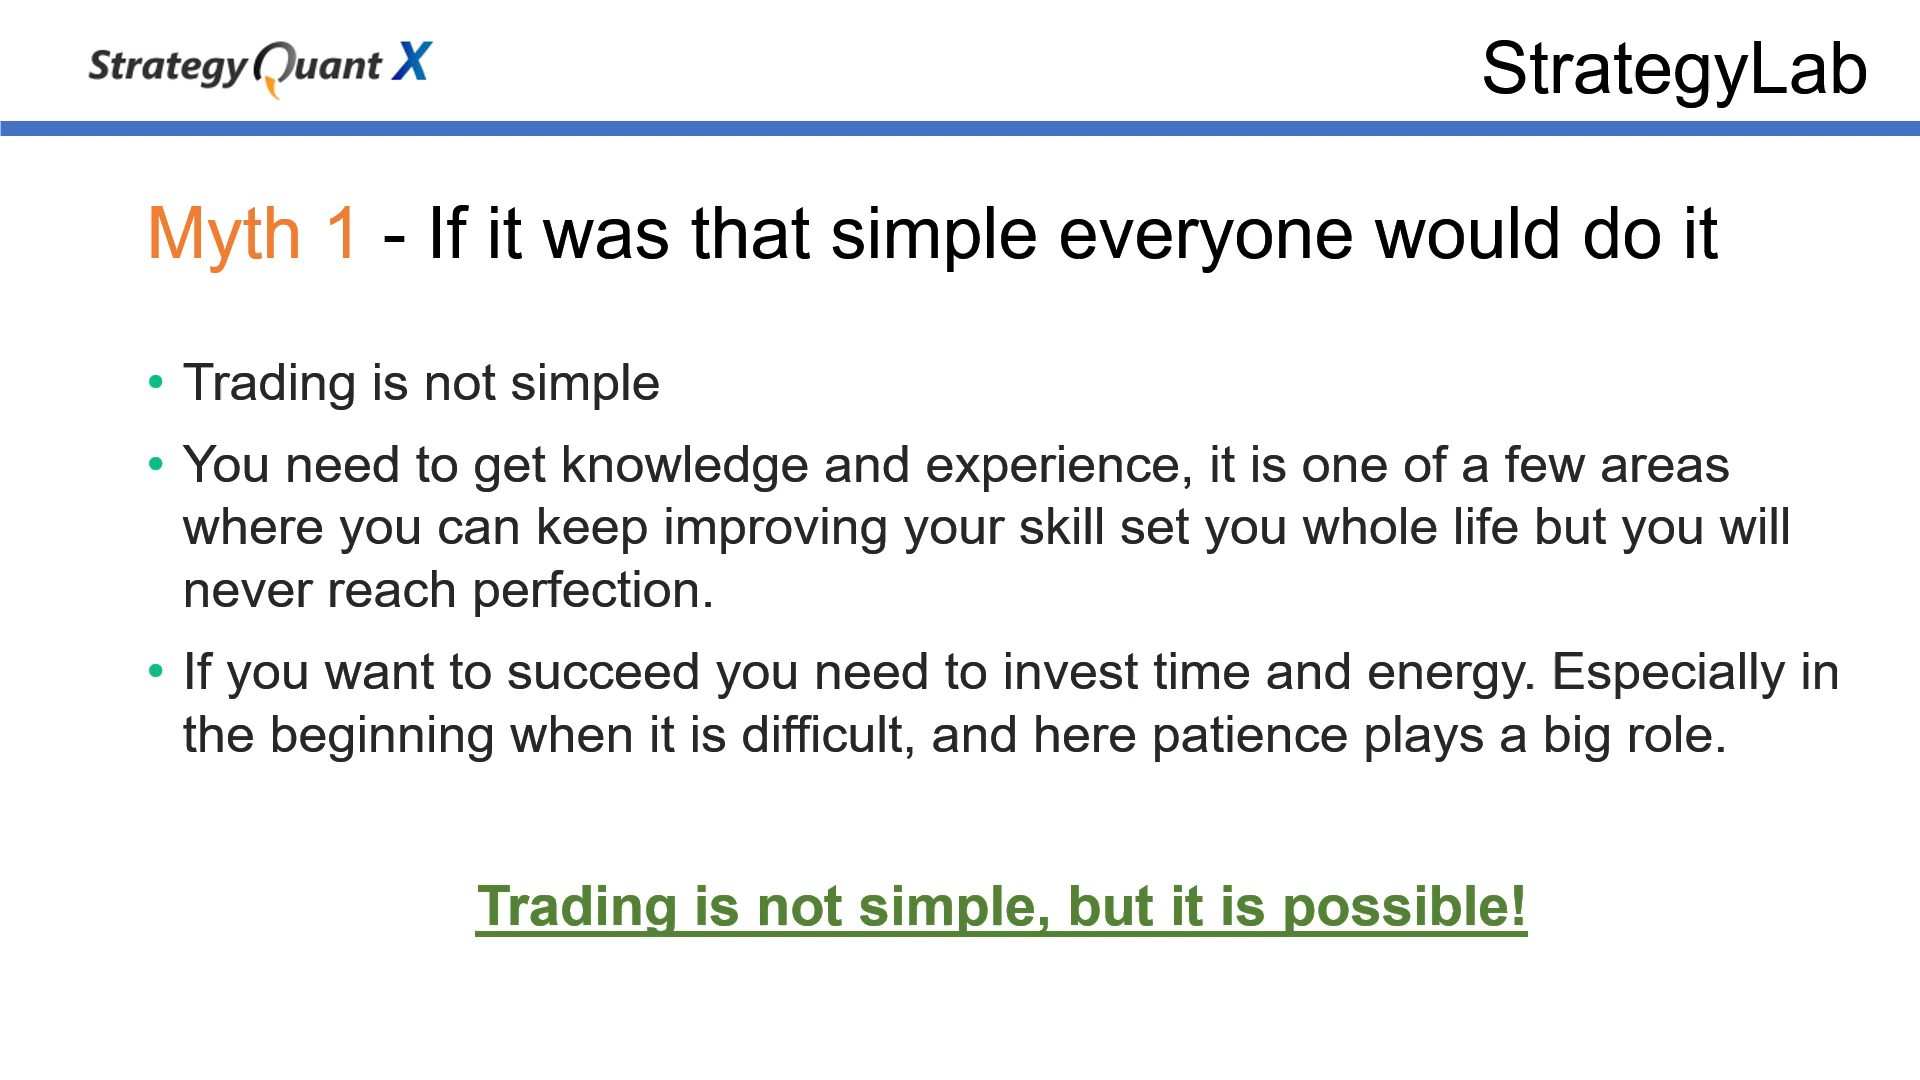 StrategyQuant X
StrategyLab
Myth 1 - If it was that simple everyone would do it
• Trading is not simple
• You need to get knowledge and experience, it is one of a few areas
where you can keep improving your skill set you whole life but you will
never reach perfection.
• If you want to succeed you need to invest time and energy. Especially in
the beginning when it is difficult, and here patience plays a big role.
Trading is not simple, but it is possible!